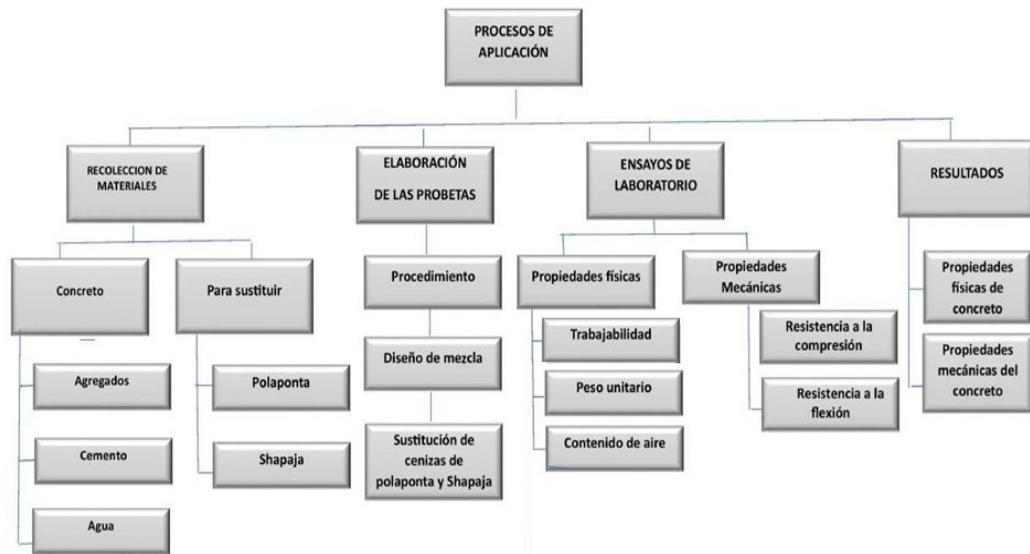 PROCESOS DE
APLICACIÓN
RECOLECCION DE
MATERIALES
ELABORACIÓN
DE LAS PROBETAS
ENSAYOS DE
LABORATORIO
RESULTADOS
Concreto
Para sustituir
Procedimiento
Propiedades físicas
Propiedades
Mecánicas
Propiedades
físicas de
concreto
Agregados
Cemento
Agua
Polaponta
Shapaja
Diseño de mezcla
Sustitución de
cenizas de
polaponta y Shapaja
Trabajabilidad
Peso unitario
Contenido de aire
Resistencia a la
compresión
Resistencia a la
flexión
Propiedades
mecánicas del
concreto